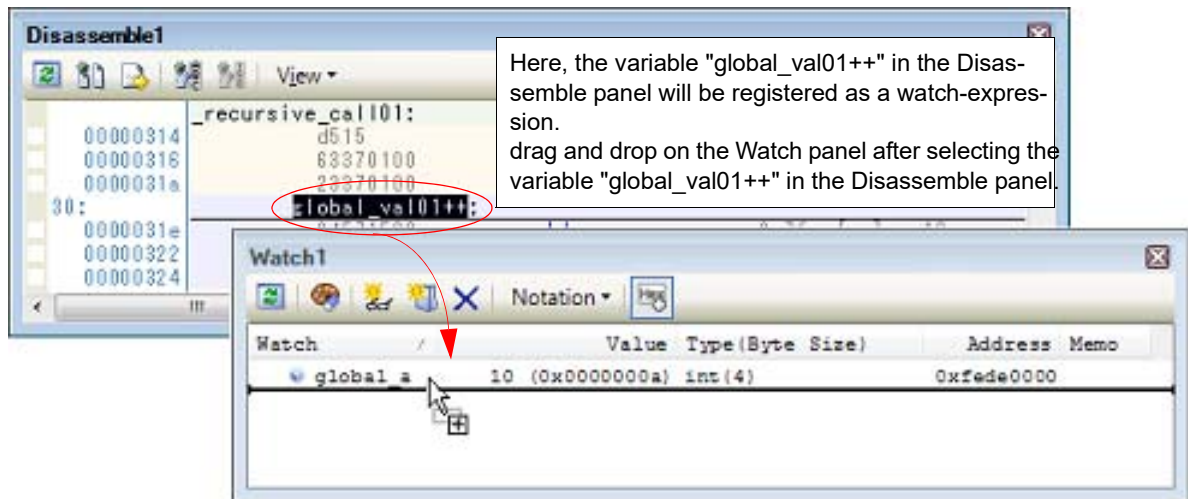 Disassemble1
View
Here, the variable "global_val01++" in the Disas-
semble panel will be registered as a watch-expres-
sion.
drag and drop on the Watch panel after selecting the
variable "global_val01++" in the Disassemble panel.
_recursive_call01:
00000314 d515
00000316 63370100
0000031a 23370100
30: global_val01++;
0000031e
00000322
00000324
Watch1
Notation Hex
Watch Value Type(Byte Size) Address Memo
global_a 10 (0x0000000a) int(4) 0xfede0000